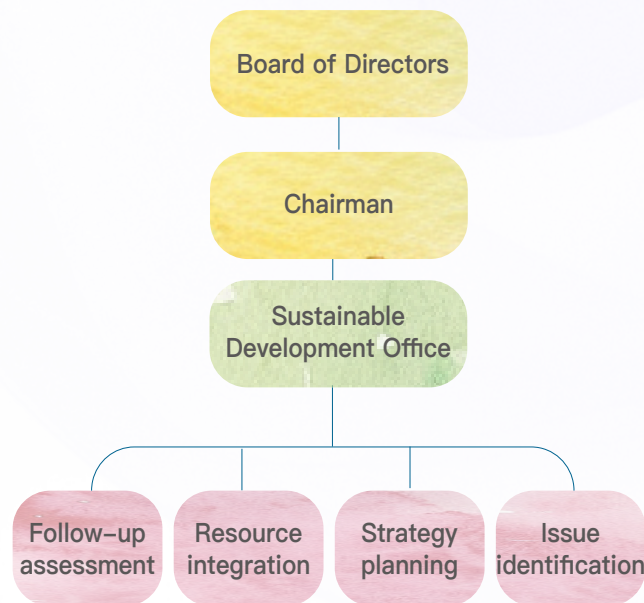 Board of Directors
Chairman
Sustainable
Development Office
Follow-up
assessment
Resource
integration
Strategy
planning
Issue
identification